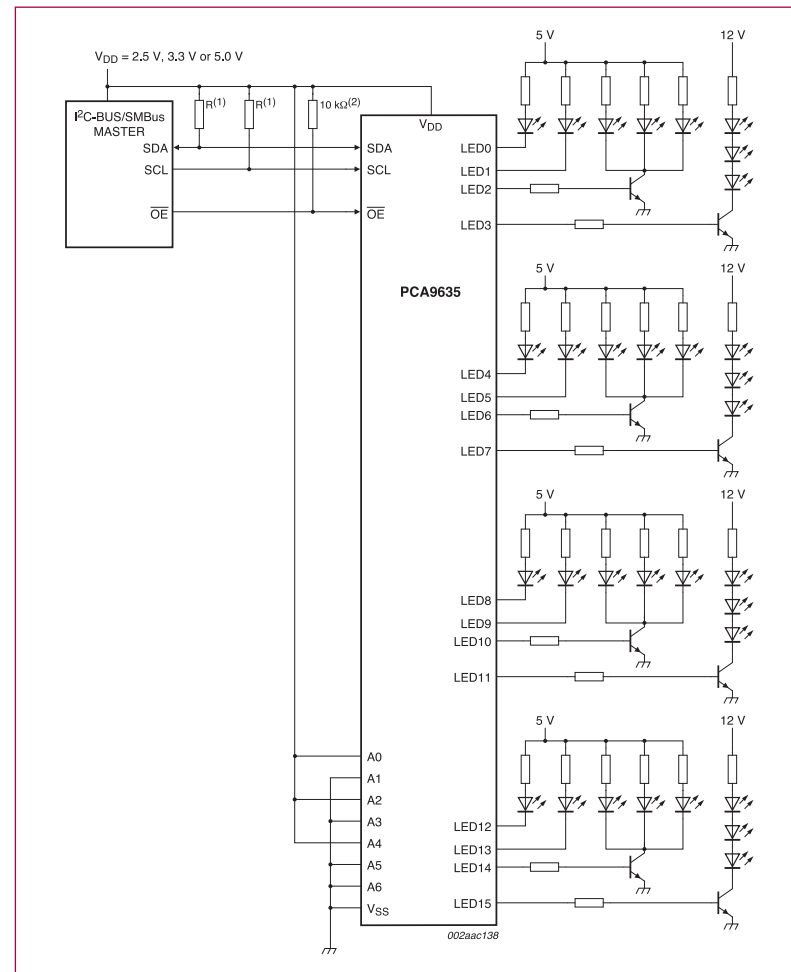 V_DD = 2.5 V, 3.3 V or 5.0 V
I²C-BUS/SMBus
MASTER
SDA
SCL
OE
R(1)
R(1)
10 kΩ(2)
V_DD
SDA
SCL
OE
PCA9635
A0
A1
A2
A3
A4
A5
A6
V_SS
LED0
LED1
LED2
LED3
5 V
12 V
LED4
LED5
LED6
LED7
5 V
12 V
LED8
LED9
LED10
LED11
5 V
12 V
LED12
LED13
LED14
LED15
5 V
12 V
002aac138